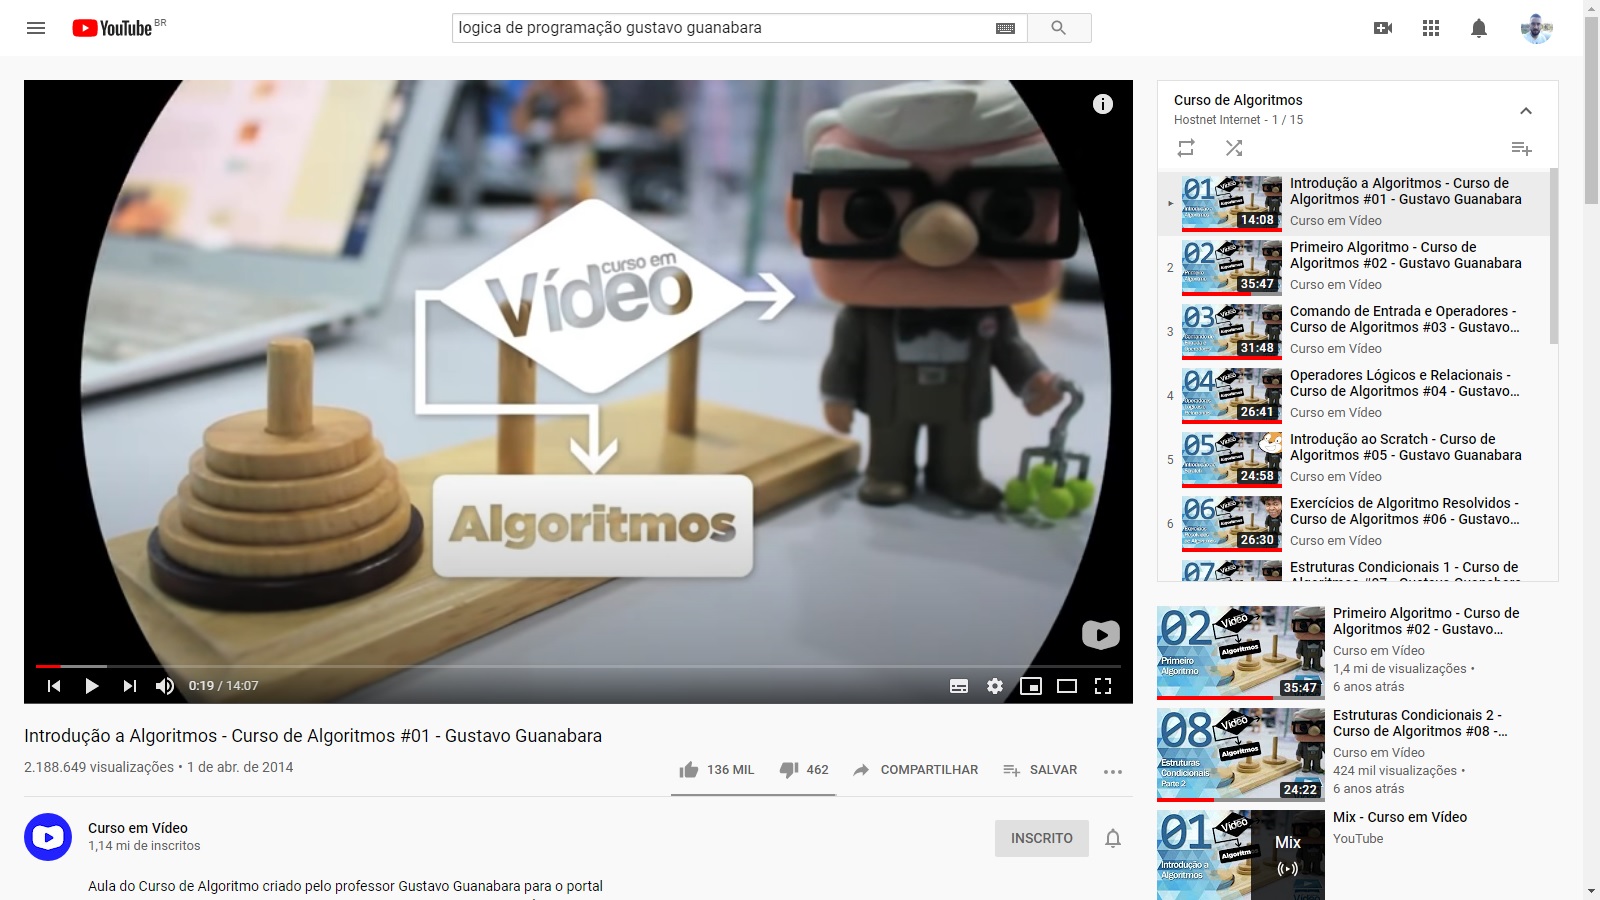 YouTube BR
logica de programação gustavo guanabara
curso em
Vídeo
Algoritmos
0:19 / 14:07
Introdução a Algoritmos - Curso de Algoritmos #01 - Gustavo Guanabara
2.188.649 visualizações • 1 de abr. de 2014
136 MIL
462
COMPARTILHAR
SALVAR
Curso em Vídeo
1,14 mi de inscritos
INSCRITO
Aula do Curso de Algoritmo criado pelo professor Gustavo Guanabara para o portal
Curso de Algoritmos
Hostnet Internet - 1 / 15
01
14:08
Introdução a Algoritmos - Curso de
Algoritmos #01 - Gustavo Guanabara
Curso em Vídeo
2
02
35:47
Primeiro Algoritmo - Curso de
Algoritmos #02 - Gustavo Guanabara
Curso em Vídeo
3
03
31:48
Comando de Entrada e Operadores -
Curso de Algoritmos #03 - Gustavo...
Curso em Vídeo
4
04
26:41
Operadores Lógicos e Relacionais -
Curso de Algoritmos #04 - Gustavo...
Curso em Vídeo
5
05
24:58
Introdução ao Scratch - Curso de
Algoritmos #05 - Gustavo Guanabara
Curso em Vídeo
6
06
26:30
Exercícios de Algoritmo Resolvidos -
Curso de Algoritmos #06 - Gustavo...
Curso em Vídeo
07
Estruturas Condicionais 1 - Curso de
Algoritmos #07 - Gustavo Guanabara
02
Vídeo
Algoritmos
Primeiro
Algoritmo
35:47
Primeiro Algoritmo - Curso de
Algoritmos #02 - Gustavo...
Curso em Vídeo
1,4 mi de visualizações •
6 anos atrás
08
Vídeo
Algoritmos
Estruturas
Condicionais
Parte 2
24:22
Estruturas Condicionais 2 -
Curso de Algoritmos #08 -...
Curso em Vídeo
424 mil visualizações •
6 anos atrás
01
Vídeo
Algoritmos
Introdução a
Algoritmos
Mix
Mix - Curso em Vídeo
YouTube